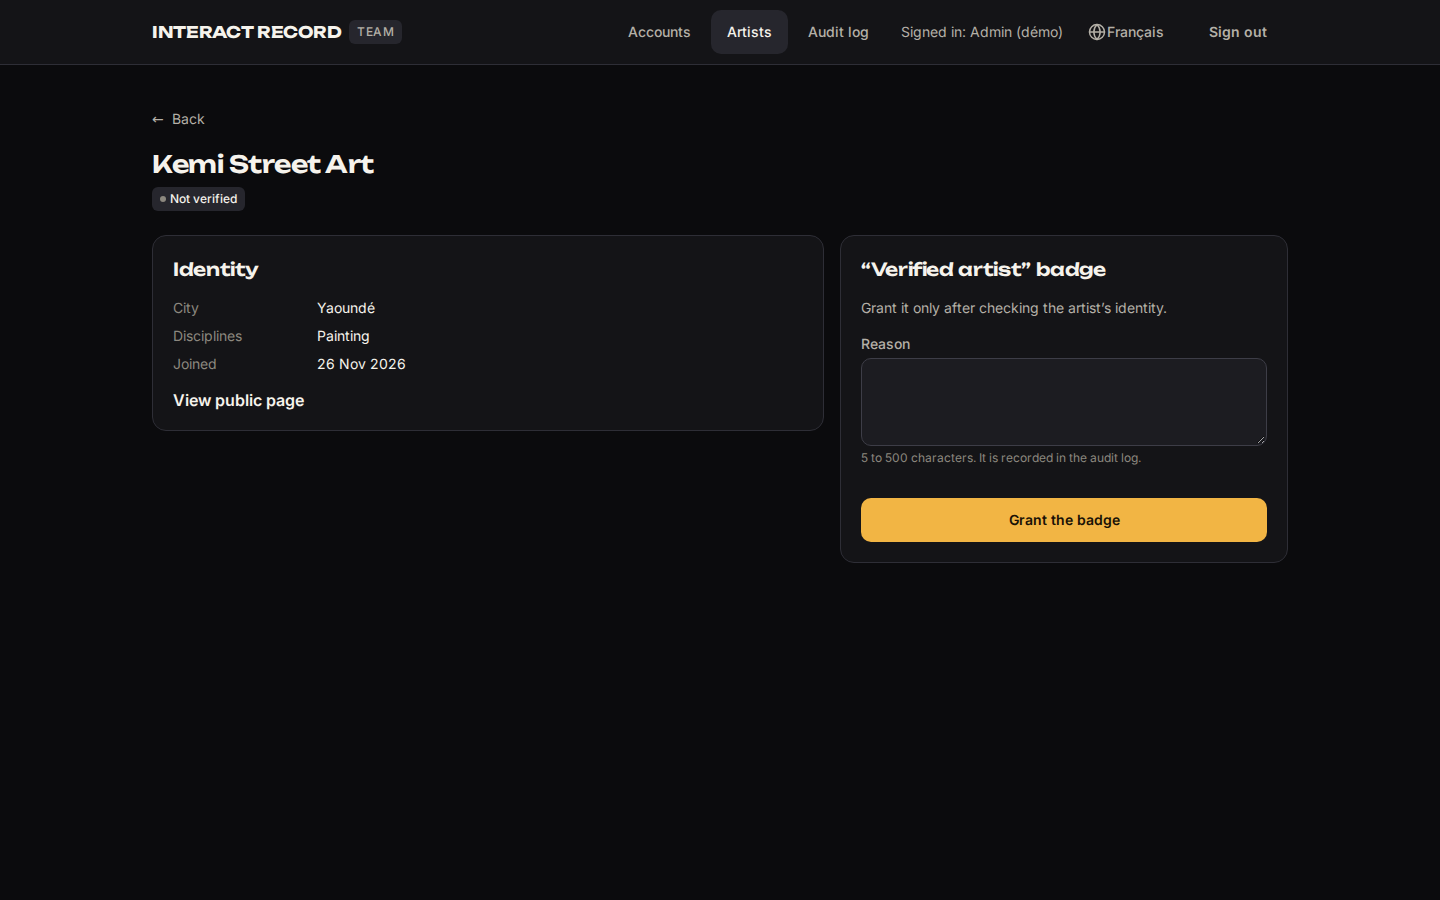 INTERACT RECORD TEAM Accounts Artists Audit log Signed in: Admin (démo) Français Sign out
← Back
Kemi Street Art
Not verified
Identity
City Yaoundé
Disciplines Painting
Joined 26 Nov 2026
View public page
“Verified artist” badge
Grant it only after checking the artist’s identity.
Reason
5 to 500 characters. It is recorded in the audit log.
Grant the badge